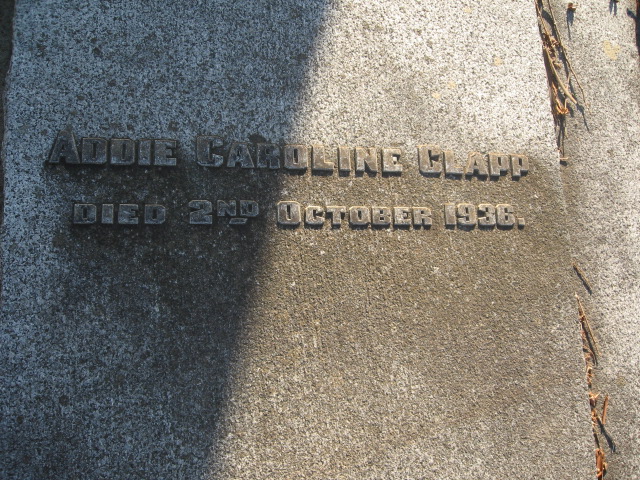 ADDIE CAROLINE CLAPP
DIED 2ND OCTOBER 1936.